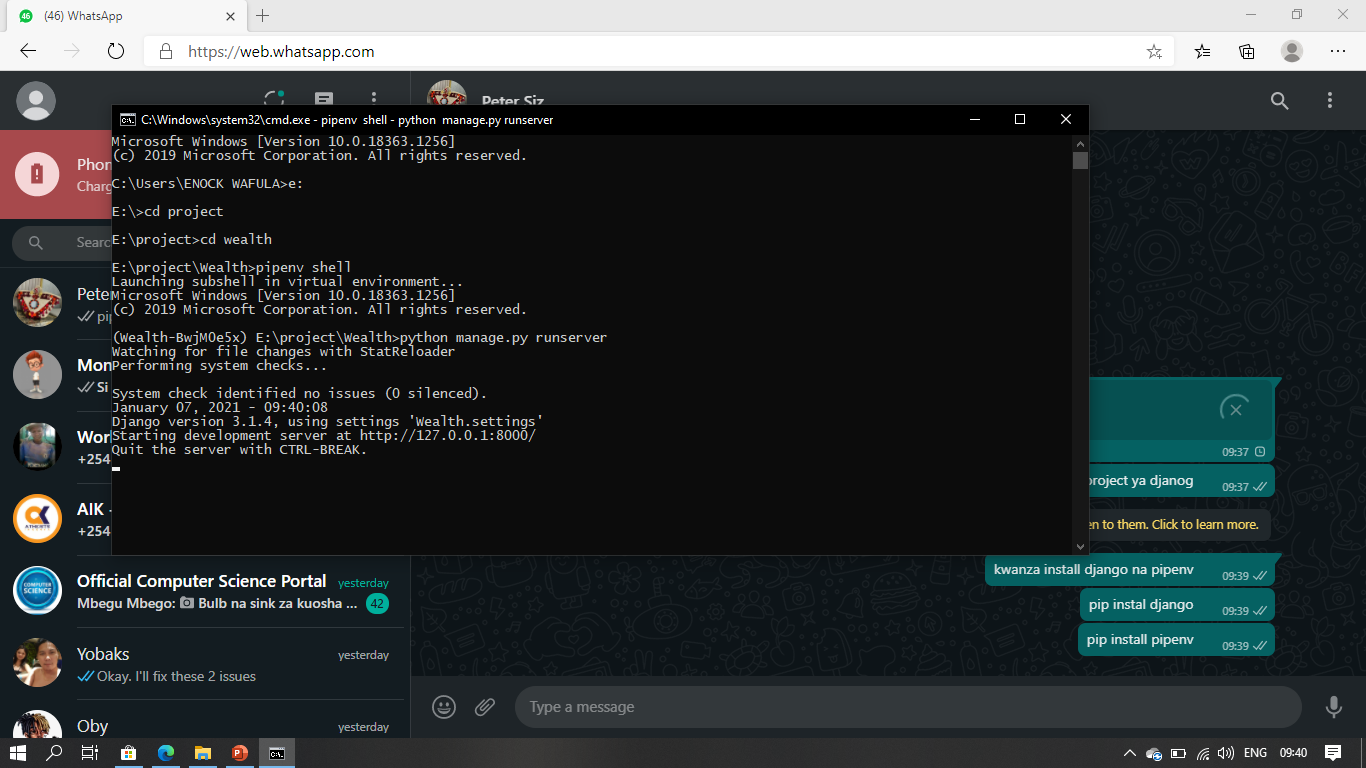 (46) WhatsApp
https://web.whatsapp.com
Peter Siz
C:\Windows\system32\cmd.exe - pipenv shell - python manage.py runserver
Microsoft Windows [Version 10.0.18363.1256]
(c) 2019 Microsoft Corporation. All rights reserved.
C:\Users\ENOCK WAFULA>e:
E:\>cd project
E:\project>cd wealth
E:\project\Wealth>pipenv shell
Launching subshell in virtual environment...
Microsoft Windows [Version 10.0.18363.1256]
(c) 2019 Microsoft Corporation. All rights reserved.
(Wealth-BwjM0e5x) E:\project\Wealth>python manage.py runserver
Watching for file changes with StatReloader
Performing system checks...
System check identified no issues (0 silenced).
January 07, 2021 - 09:40:08
Django version 3.1.4, using settings 'Wealth.settings'
Starting development server at http://127.0.0.1:8000/
Quit the server with CTRL-BREAK.
Phon
Charg
Searc
Peter
pip
Mon
Si
Wor
+254
AIK -
+254
Official Computer Science Portal yesterday
Mbegu Mbego: Bulb na sink za kuosha ... 42
Yobaks yesterday
Okay. I'll fix these 2 issues
Oby yesterday
09:37
project ya djanog 09:37
en to them. Click to learn more.
kwanza install django na pipenv 09:39
pip instal django 09:39
pip install pipenv 09:39
Type a message
ENG 09:40